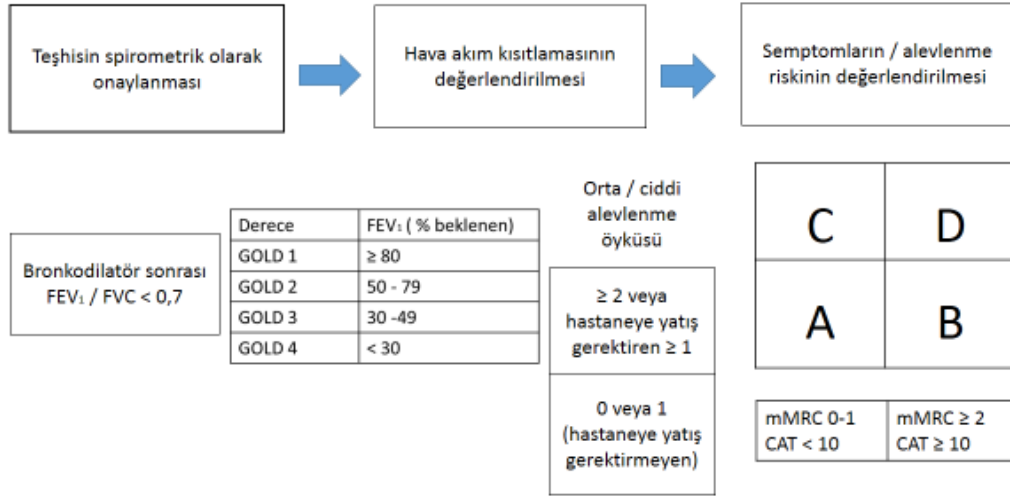 Teşhisin spirometrik olarak
onaylanması
Hava akım kısıtlamasının
değerlendirilmesi
Semptomların / alevlenme
riskinin değerlendirilmesi
Bronkodilatör sonrası
FEV₁ / FVC < 0,7
Derece FEV₁ ( % beklenen)
GOLD 1 ≥ 80
GOLD 2 50 - 79
GOLD 3 30 -49
GOLD 4 < 30
Orta / ciddi
alevlenme
öyküsü
≥ 2 veya
hastaneye yatış
gerektiren ≥ 1
0 veya 1
(hastaneye yatış
gerektirmeyen)
C D
A B
mMRC 0-1 mMRC ≥ 2
CAT < 10 CAT ≥ 10